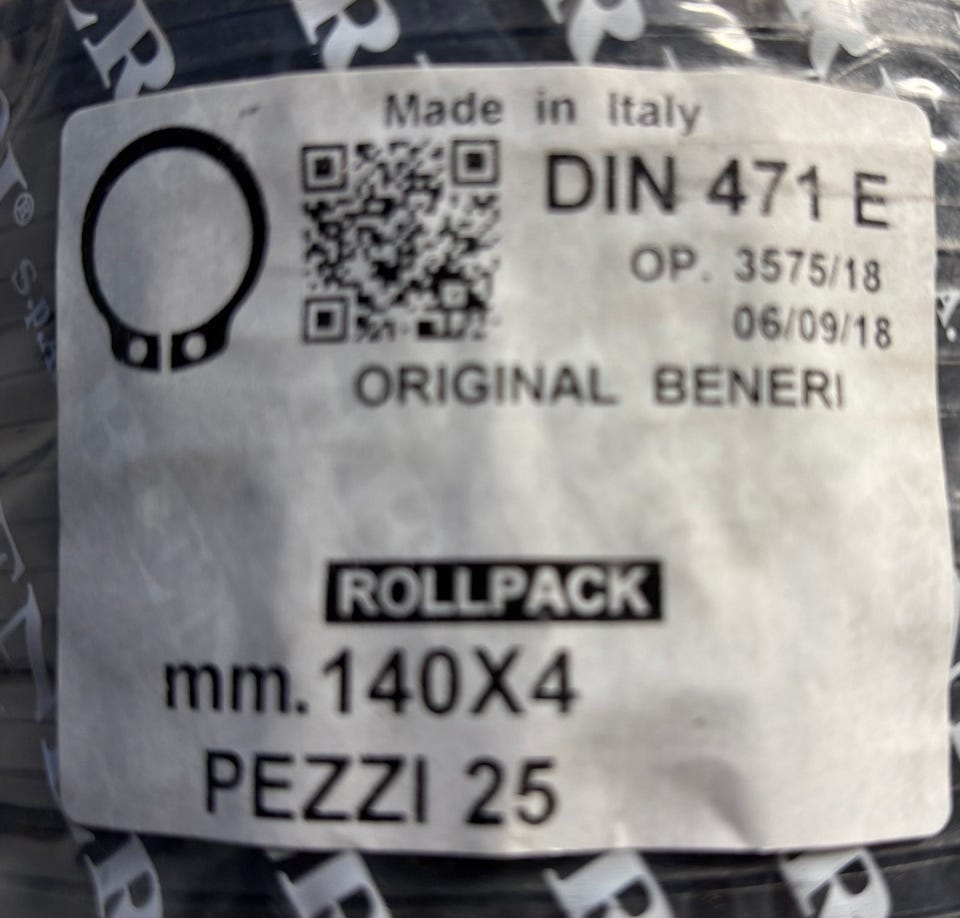 Made in Italy
DIN 471 E
OP. 3575/18
06/09/18
ORIGINAL BENERI
ROLLPACK
mm. 140X4
PEZZI 25